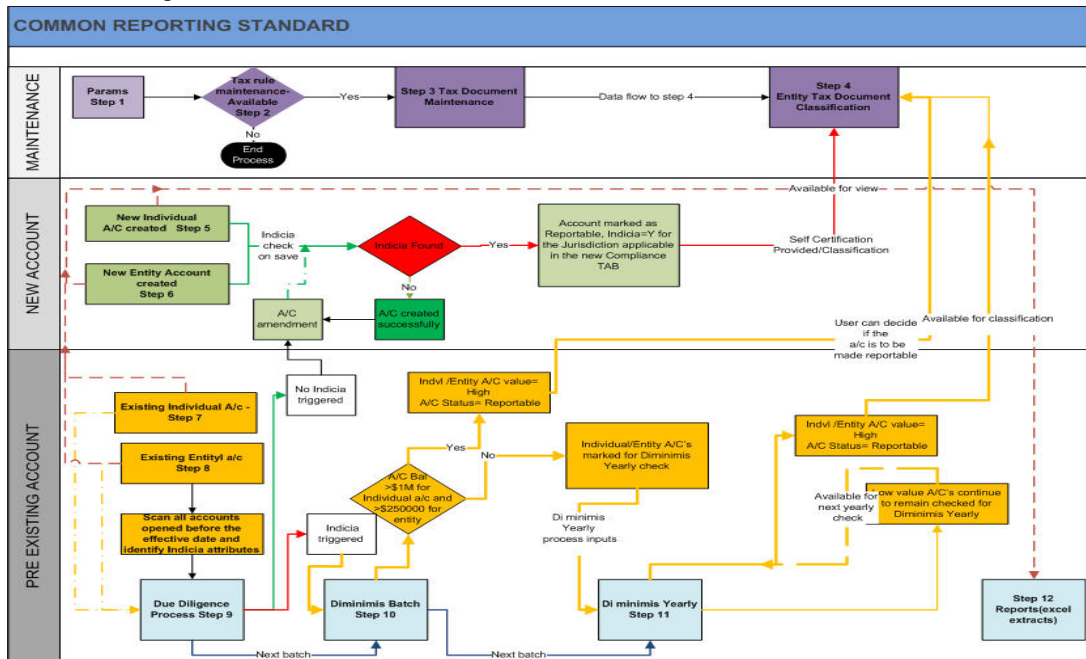 COMMON REPORTING STANDARD
MAINTENANCE
Params
Step 1
Tax rule
maintenance-
Available
Step 2
Yes
No
End
Process
Step 3 Tax Document
Maintenance
Data flow to step 4
Step 4
Entity Tax Document
Classification
NEW ACCOUNT
Available for view
New Individual
A/C created Step 5
New Entity Account
created
Step 6
Indicia
check
on save
Indicia Found
Yes
No
Account marked as
Reportable, Indicia=Y for
the Jurisdiction applicable
in the new Compliance
TAB
Self Certification
Provided/Classification
A/C
amendment
A/C created
successfully
User can decide
if the
a/c is to be
made reportable
Available for classification
PRE EXISTING ACCOUNT
No Indicia
triggered
Existing Individual A/c -
Step 7
Existing Entityl a/c
Step 8
Scan all accounts
opened before the
effective date and
identify Indicia attributes
Due Diligence
Process Step 9
Indicia
triggered
Indvl /Entity A/C value=
High
A/C Status= Reportable
Yes
No
A/C Bal
>$1M for
Individual a/c and
>$250000 for
entity
Diminimis Batch
Step 10
Individual/Entity A/C's
marked for Diminimis
Yearly check
Di minimis
Yearly
process inputs
Di minimis Yearly
Step 11
Indvl /Entity A/C value=
High
A/C Status= Reportable
Available for
next yearly
check
low value A/C's continue
to remain checked for
Diminimis Yearly
Step 12
Reports(excel
extracts)
Next batch
Next batch